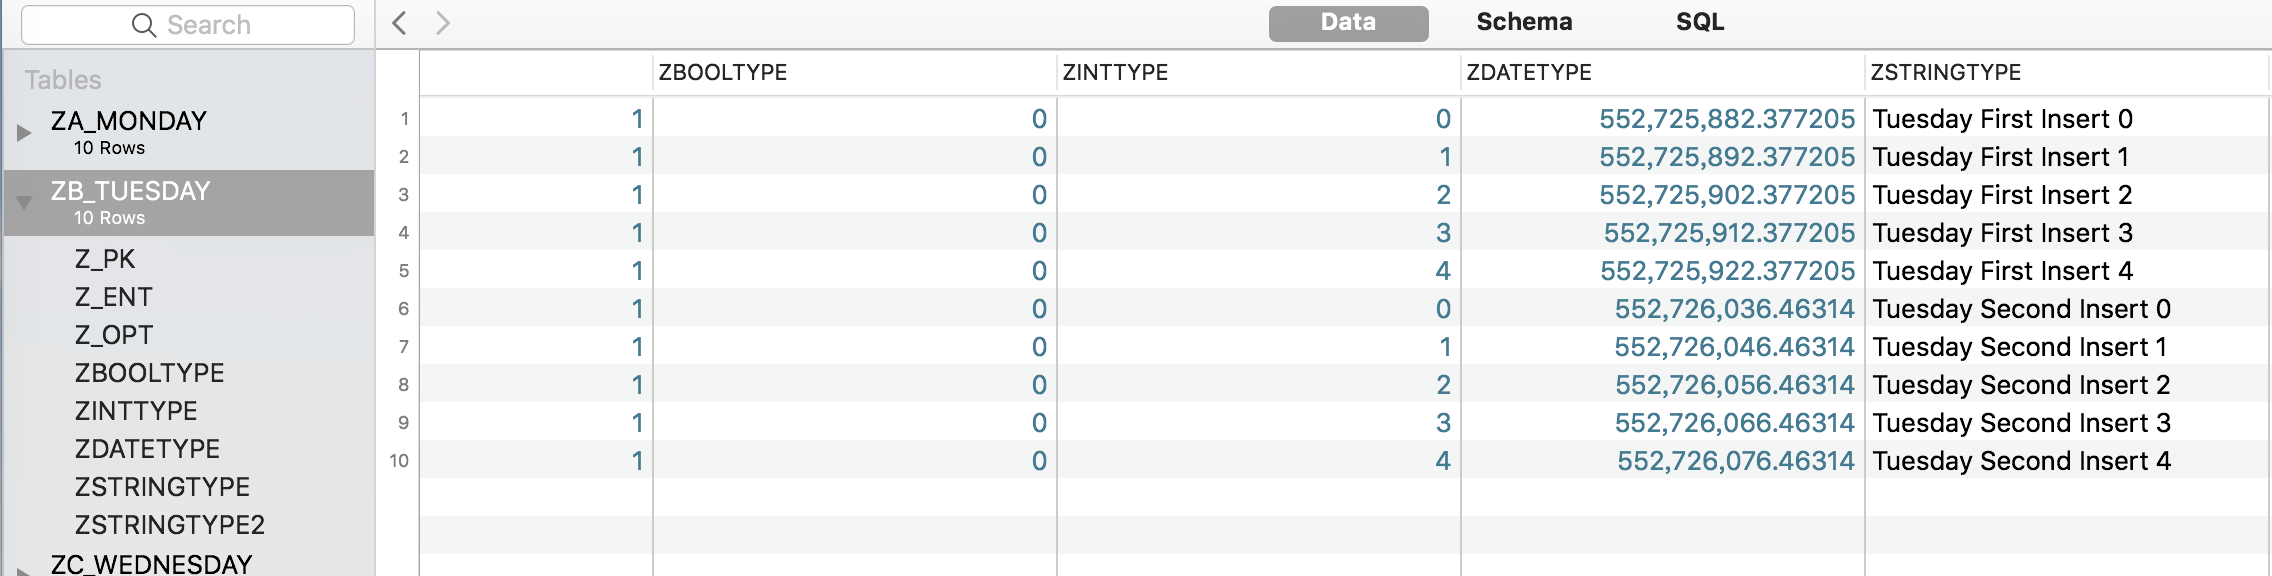 Search
Data Schema SQL
Tables
ZA_MONDAY
10 Rows
ZB_TUESDAY
10 Rows
Z_PK
Z_ENT
Z_OPT
ZBOOLTYPE
ZINTTYPE
ZDATETYPE
ZSTRINGTYPE
ZSTRINGTYPE2
ZC_WEDNESDAY
ZBOOLTYPE ZINTTYPE ZDATETYPE ZSTRINGTYPE
1 1 0 0 552,725,882.377205 Tuesday First Insert 0
2 1 0 1 552,725,892.377205 Tuesday First Insert 1
3 1 0 2 552,725,902.377205 Tuesday First Insert 2
4 1 0 3 552,725,912.377205 Tuesday First Insert 3
5 1 0 4 552,725,922.377205 Tuesday First Insert 4
6 1 0 0 552,726,036.46314 Tuesday Second Insert 0
7 1 0 1 552,726,046.46314 Tuesday Second Insert 1
8 1 0 2 552,726,056.46314 Tuesday Second Insert 2
9 1 0 3 552,726,066.46314 Tuesday Second Insert 3
10 1 0 4 552,726,076.46314 Tuesday Second Insert 4